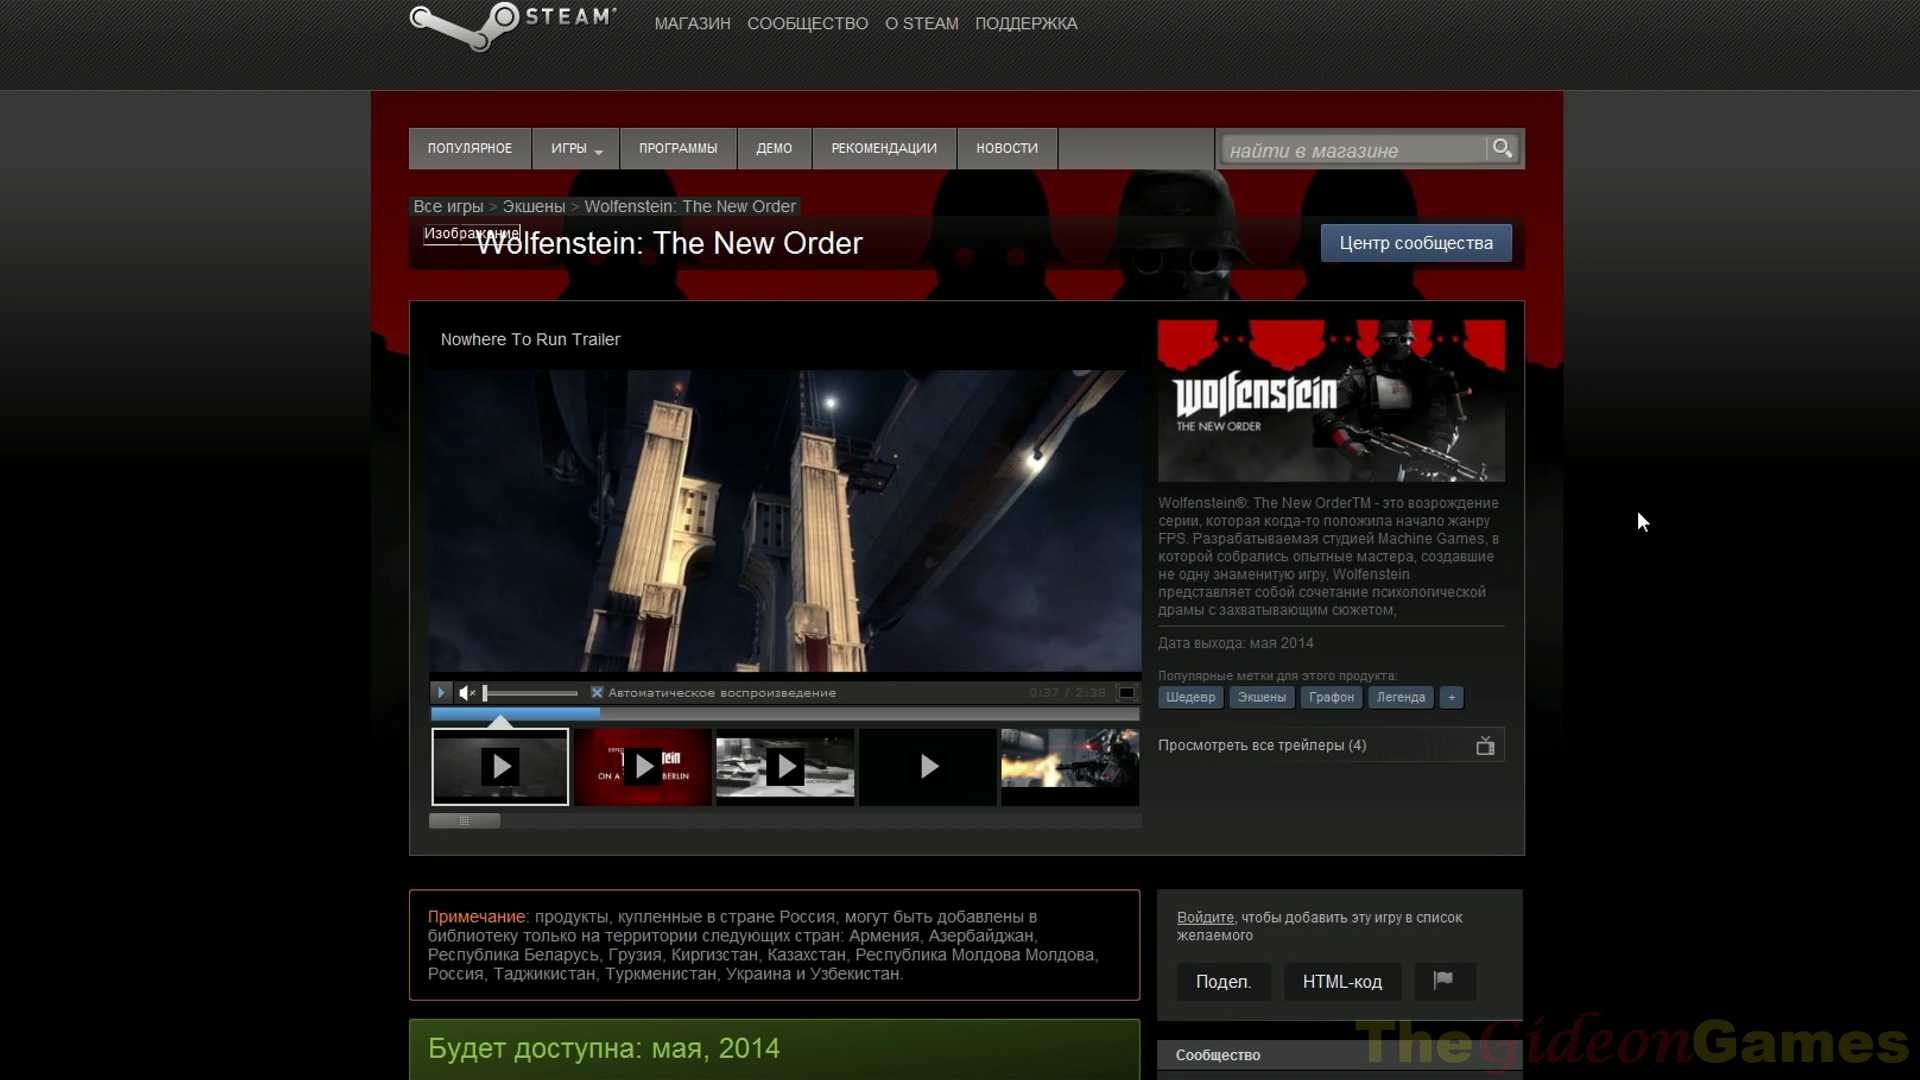 STEAM
МАГАЗИН СООБЩЕСТВО О STEAM ПОДДЕРЖКА
ПОПУЛЯРНОЕ ИГРЫ ПРОГРАММЫ ДЕМО РЕКОМЕНДАЦИИ НОВОСТИ
найти в магазине
Все игры > Экшены > Wolfenstein: The New Order
Изображение
Wolfenstein: The New Order
Центр сообщества
Nowhere To Run Trailer
wolfenstein
THE NEW ORDER
Wolfenstein®: The New OrderTM - это возрождение
серии, которая когда-то положила начало жанру
FPS. Разрабатываемая студией Machine Games, в
которой собрались опытные мастера, создавшие
не одну знаменитую игру, Wolfenstein
представляет собой сочетание психологической
драмы с захватывающим сюжетом,
Дата выхода: мая 2014
Популярные метки для этого продукта:
Шедевр Экшены Графон Легенда +
Просмотреть все трейлеры (4)
Автоматическое воспроизведение
0:37 / 2:38
ON A BERLIN
Примечание: продукты, купленные в стране Россия, могут быть добавлены в
библиотеку только на территории следующих стран: Армения, Азербайджан,
Республика Беларусь, Грузия, Киргизстан, Казахстан, Республика Молдова Молдова,
Россия, Таджикистан, Туркменистан, Украина и Узбекистан.
Войдите, чтобы добавить эту игру в список
желаемого
Подел. HTML-код
Будет доступна: мая, 2014
Сообщество
TheGideonGames